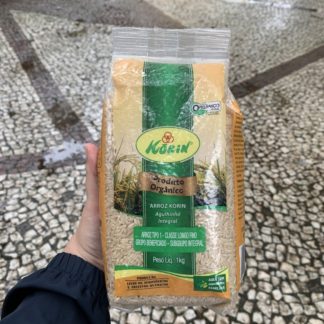 ORGÂNICO
KORIN
Produto
Orgânico
ARROZ KORIN
Agulhinha
Integral
ARROZ TIPO 1 - CLASSE LONGO FINO
GRUPO BENEFICIADO - SUBGRUPO INTEGRAL
Peso Líq.: 1kg